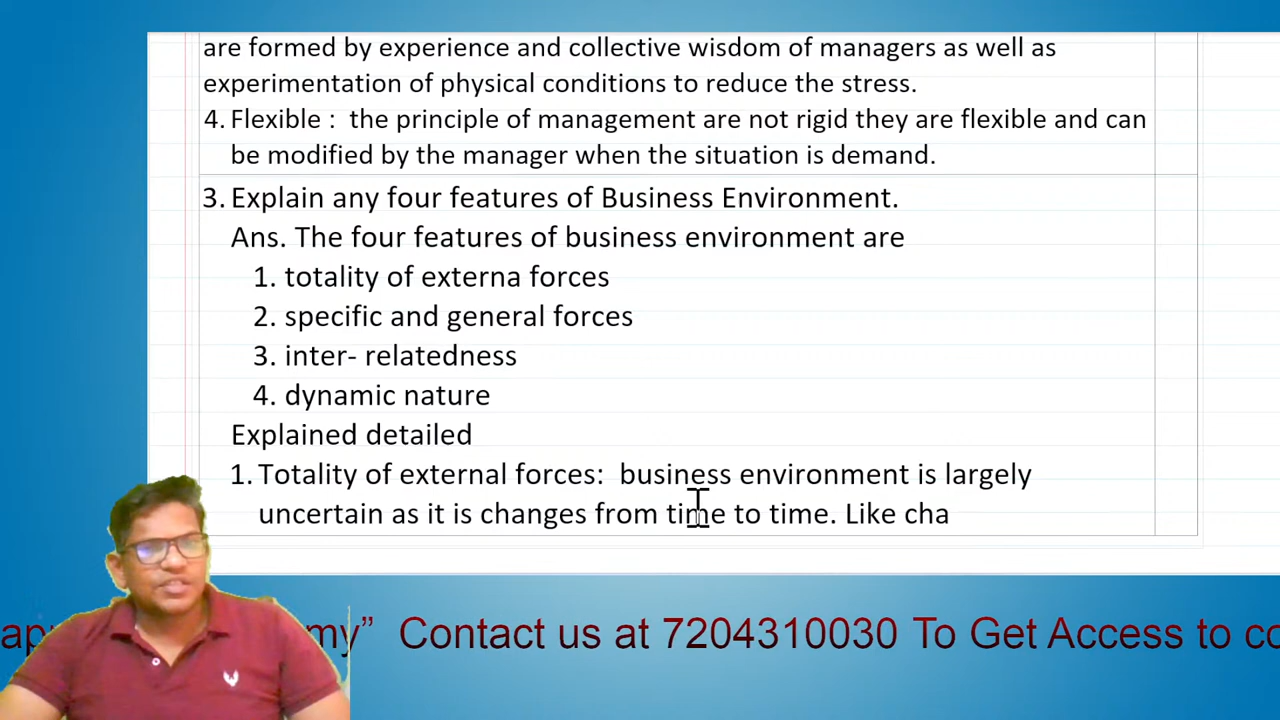 are formed by experience and collective wisdom of managers as well as
experimentation of physical conditions to reduce the stress.
4. Flexible : the principle of management are not rigid they are flexible and can
be modified by the manager when the situation is demand.
3. Explain any four features of Business Environment.
Ans. The four features of business environment are
1. totality of externa forces
2. specific and general forces
3. inter- relatedness
4. dynamic nature
Explained detailed
1. Totality of external forces: business environment is largely
uncertain as it is changes from time to time. Like cha
my” Contact us at 7204310030 To Get Access to co